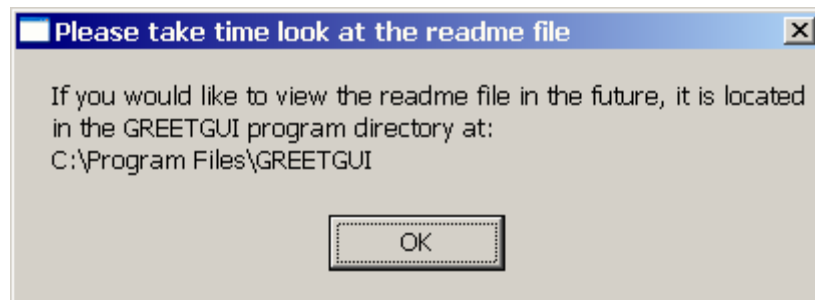 Please take time look at the readme file
If you would like to view the readme file in the future, it is located
in the GREETGUI program directory at:
C:\Program Files\GREETGUI
OK